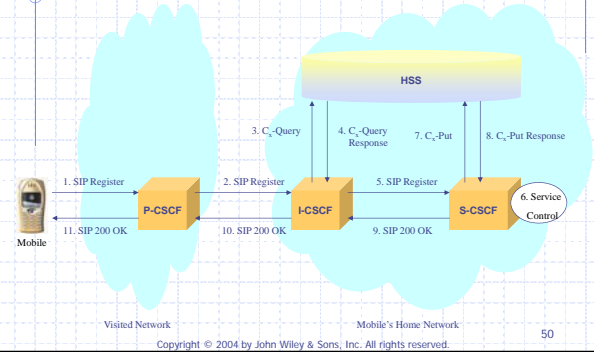 HSS
3. Cx-Query
4. Cx-Query
Response
7. Cx-Put
8. Cx-Put Response
1. SIP Register
2. SIP Register
5. SIP Register
6. Service
Control
P-CSCF
I-CSCF
S-CSCF
11. SIP 200 OK
10. SIP 200 OK
9. SIP 200 OK
Mobile
Visited Network
Mobile's Home Network
50
Copyright © 2004 by John Wiley & Sons, Inc. All rights reserved.